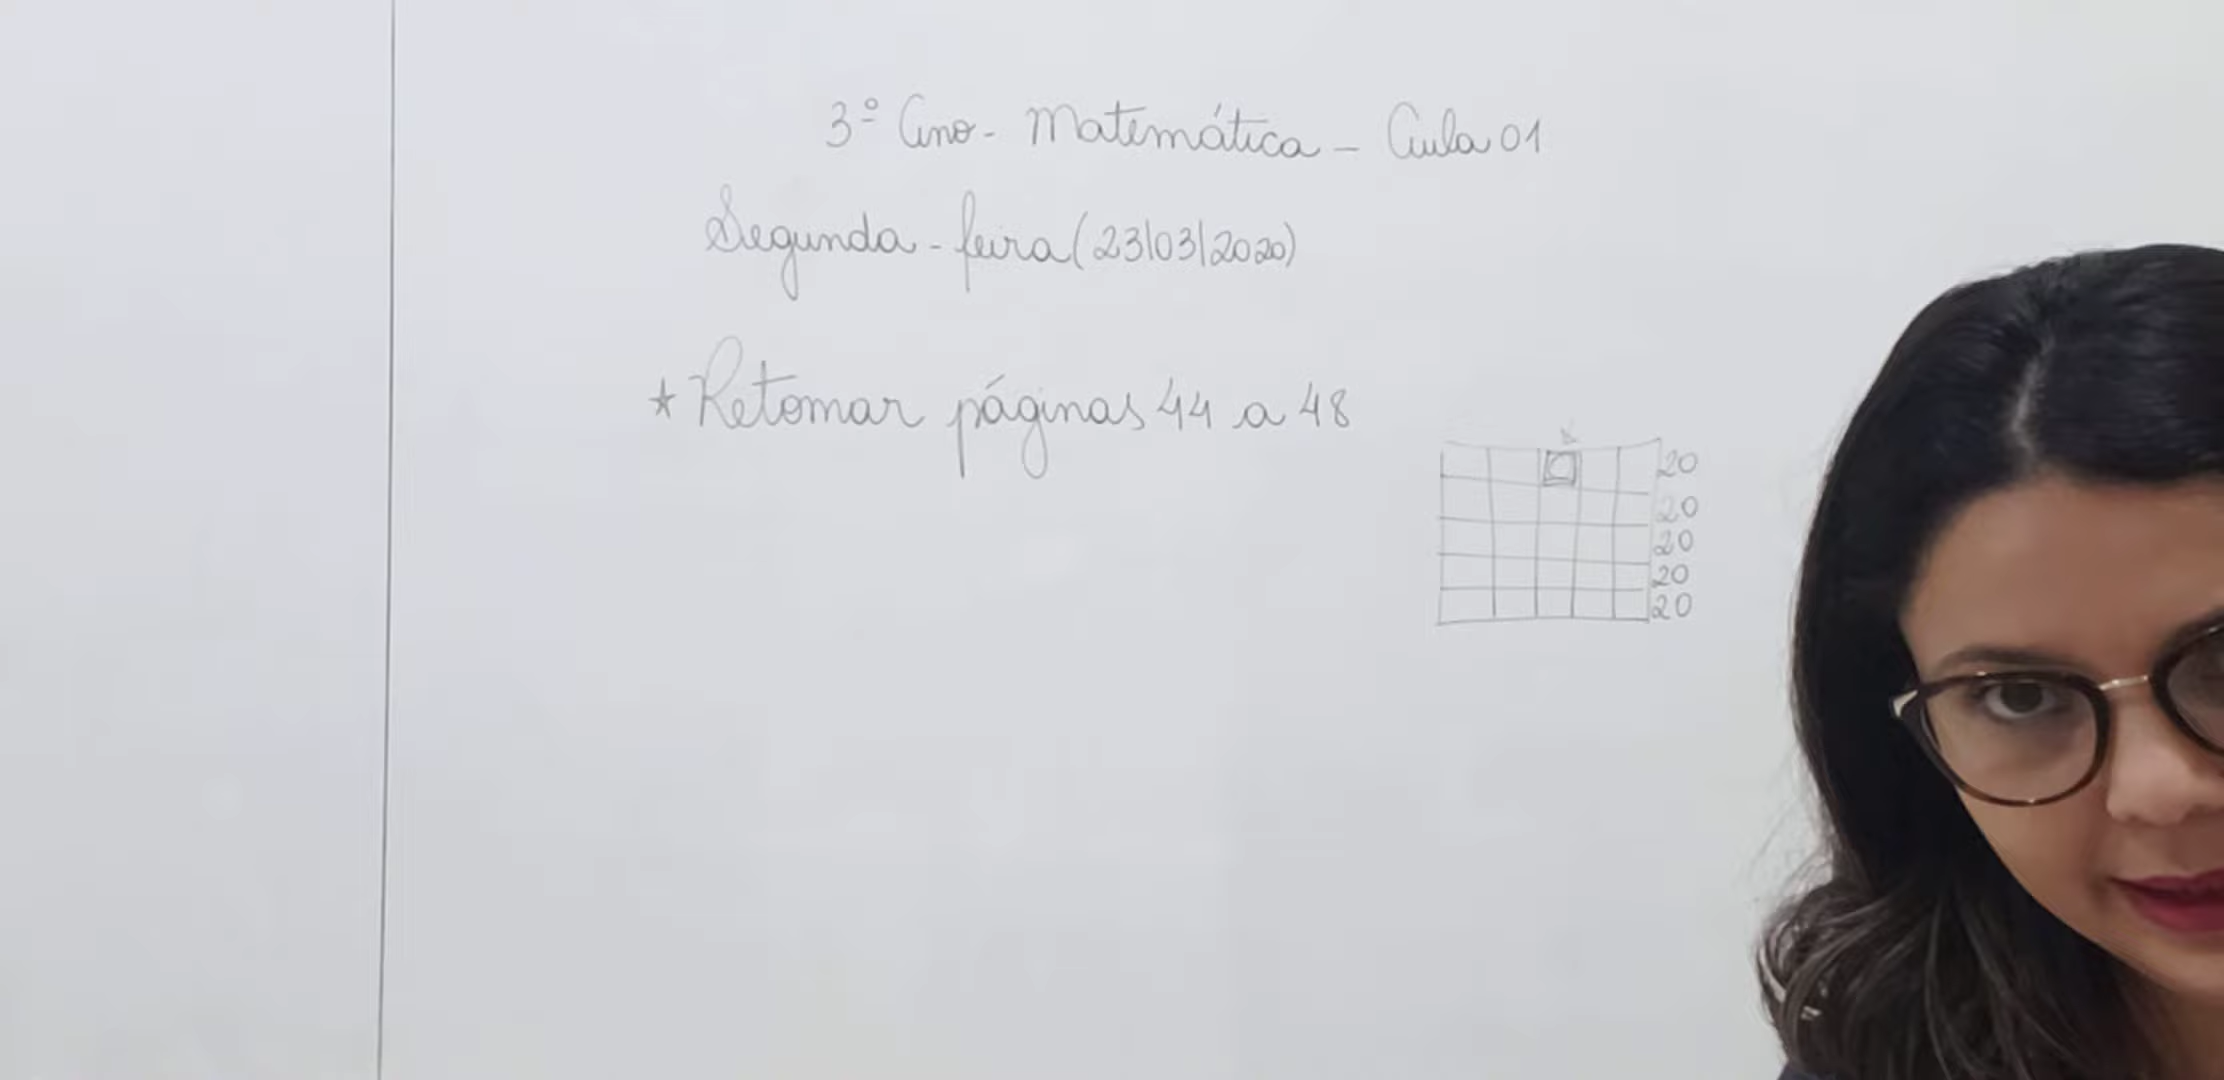 3º Ano - Matemática - Aula 01
Segunda-feira (23/03/2020)
* Retomar páginas 44 a 48
20
20
20
20
20